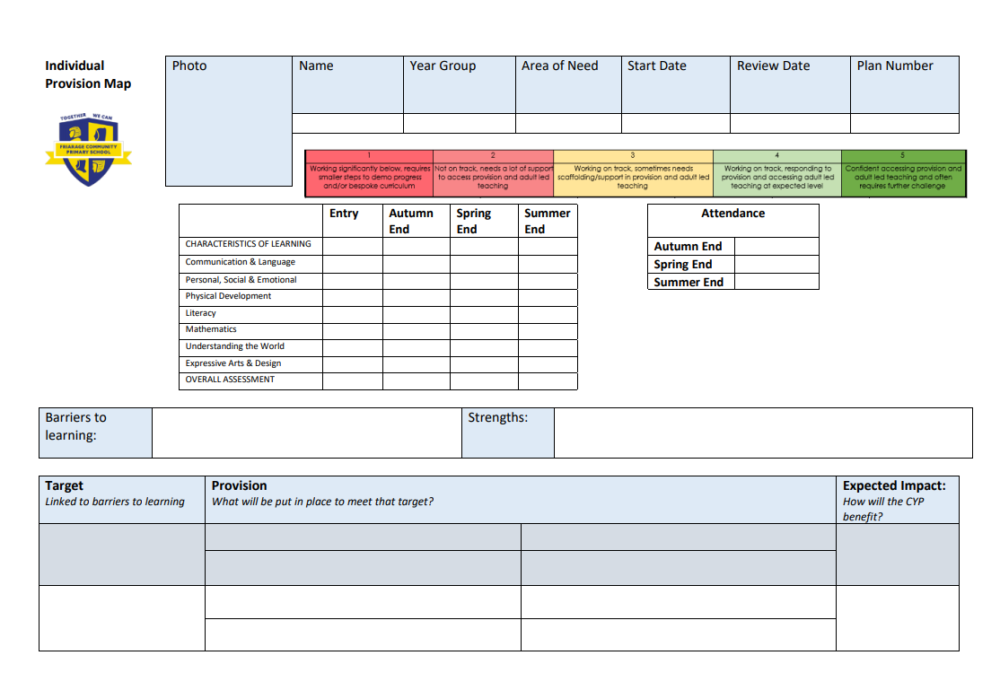 Individual
Provision Map
TOGETHER WE CAN
FRIARAGE COMMUNITY
PRIMARY SCHOOL
Photo
Name
Year Group
Area of Need
Start Date
Review Date
Plan Number
1
Working significantly below, requires
smaller steps to demo progress
and/or bespoke curriculum
2
Not on track, needs a lot of support
to access provision and adult led
teaching
3
Working on track, sometimes needs
scaffolding/support in provision and adult led
teaching
4
Working on track, responding to
provision and accessing adult led
teaching at expected level
5
Confident accessing provision and
adult led teaching and often
requires further challenge
Entry
Autumn
End
Spring
End
Summer
End
CHARACTERISTICS OF LEARNING
Communication & Language
Personal, Social & Emotional
Physical Development
Literacy
Mathematics
Understanding the World
Expressive Arts & Design
OVERALL ASSESSMENT
Attendance
Autumn End
Spring End
Summer End
Barriers to
learning:
Strengths:
Target
Linked to barriers to learning
Provision
What will be put in place to meet that target?
Expected Impact:
How will the CYP
benefit?